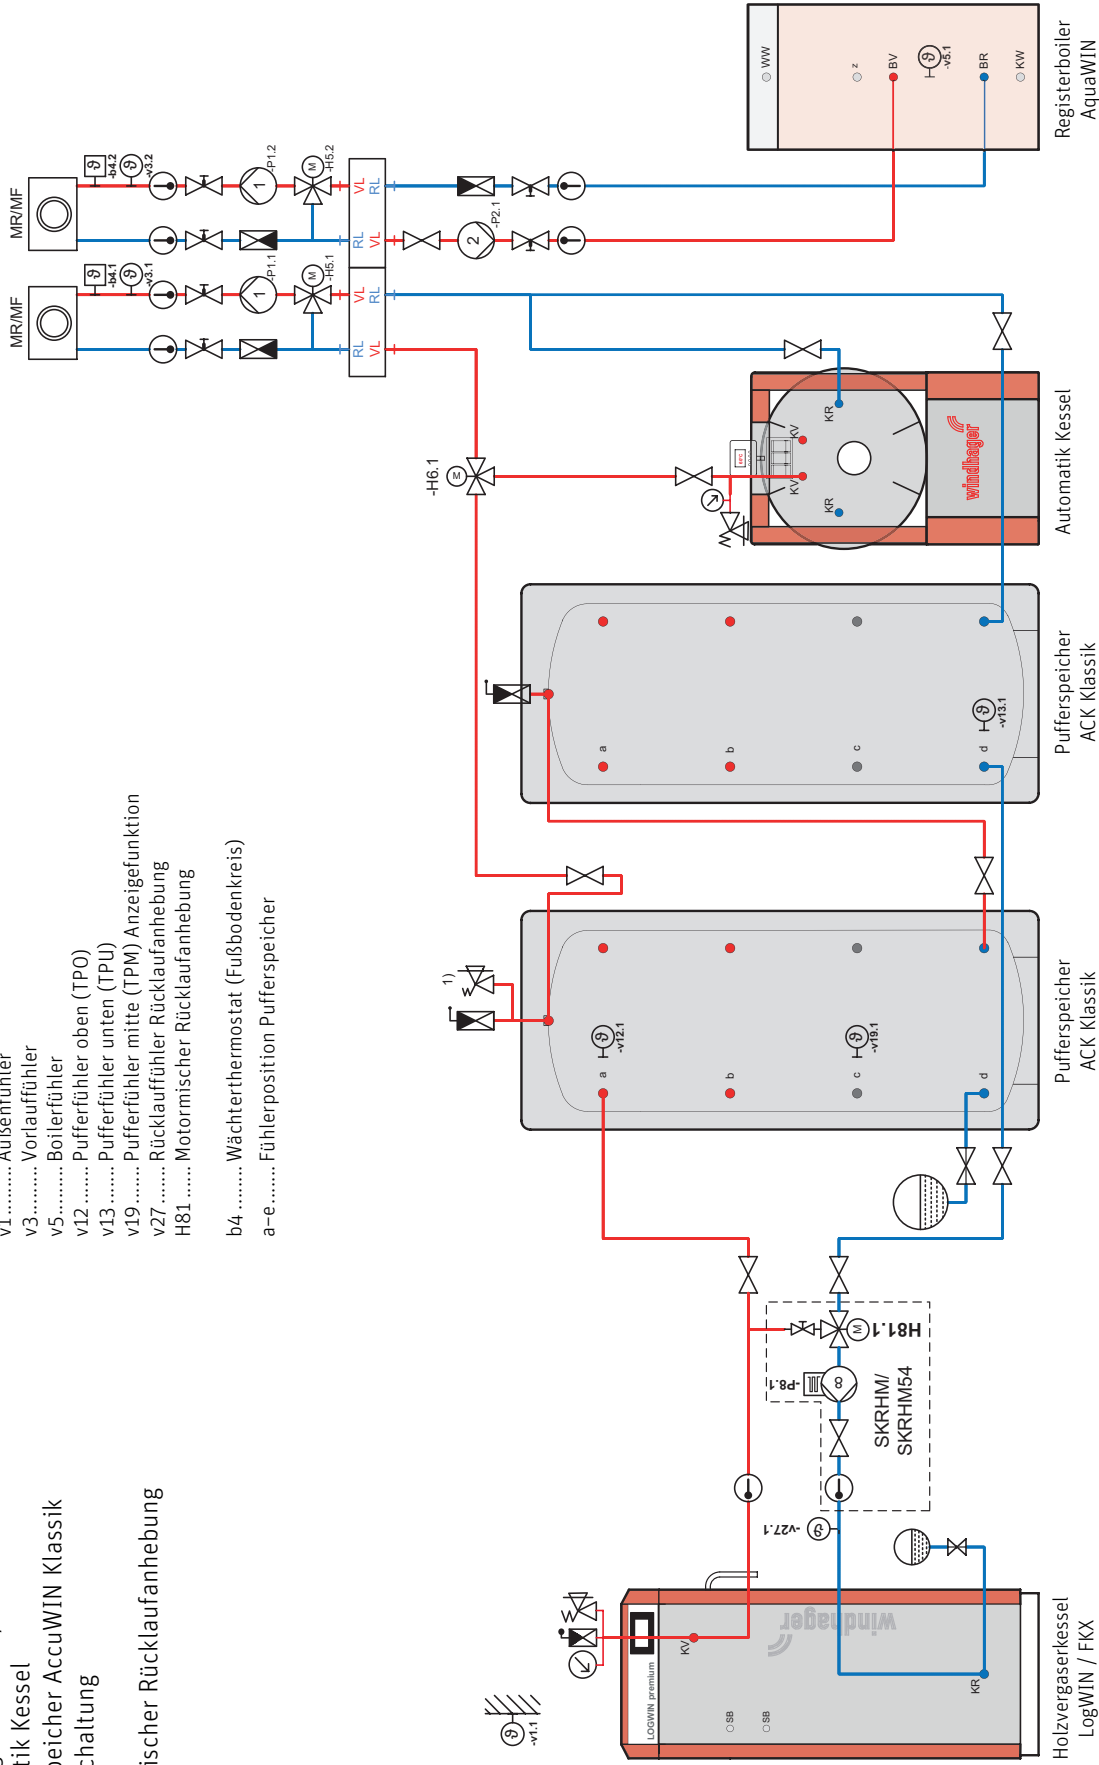 tik Kessel
peicher AccuWIN Klassik
chaltung
ischer Rücklaufanhebung
v1......... Außenfühler
v3......... Vorlauffühler
v5......... Boilerfühler
v12 ....... Pufferfühler oben (TPO)
v13 ....... Pufferfühler unten (TPU)
v19....... Pufferfühler mitte (TPM) Anzeigefunktion
v27 ....... Rücklauffühler Rücklaufanhebung
H81 ...... Motormischer Rücklaufanhebung
b4 ......... Wächterthermostat (Fußbodenkreis)
a–e....... Fühlerposition Pufferspeicher
MR/MF
-b4.1
-v3.1
1
-P1.1
M
-H5.1
MR/MF
-b4.2
-v3.2
1
-P1.2
M
-H5.2
RL
VL
VL
RL
RL
VL
VL
RL
2
-P2.1
-H6.1
M
WW
z
BV
-v5.1
BR
KW
Registerboiler
AquaWIN
KV
KV
KR
KR
windhager
Automatik Kessel
a
b
c
d
-v13.1
Pufferspeicher
ACK Klassik
1)
a
-v12.1
b
c
-v19.1
d
Pufferspeicher
ACK Klassik
H81.1
M
-P8.1
8
SKRHM/
SKRHM54
-v27.1
-v1.1
LOGWIN premium
KV
SB
SB
windhager
KR
Holzvergaserkessel
LogWIN / FKX